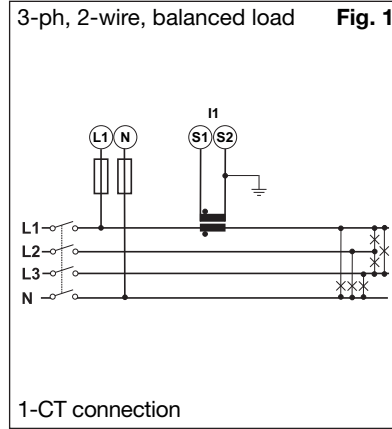 3-ph, 2-wire, balanced load Fig. 1
I1
L1 N S1 S2
L1
L2
L3
N
1-CT connection